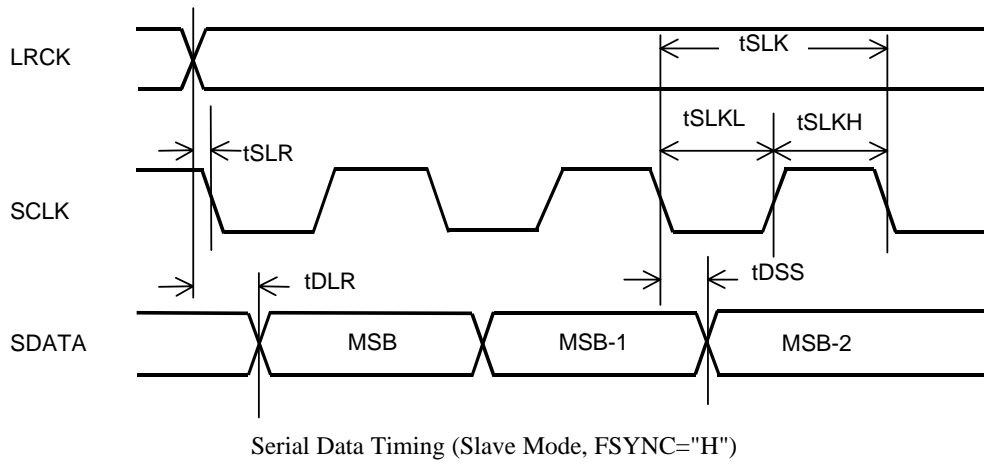 LRCK
tSLK
tSLKL
tSLKH
tSLR
SCLK
tDLR
tDSS
SDATA
MSB
MSB-1
MSB-2
Serial Data Timing (Slave Mode, FSYNC="H")